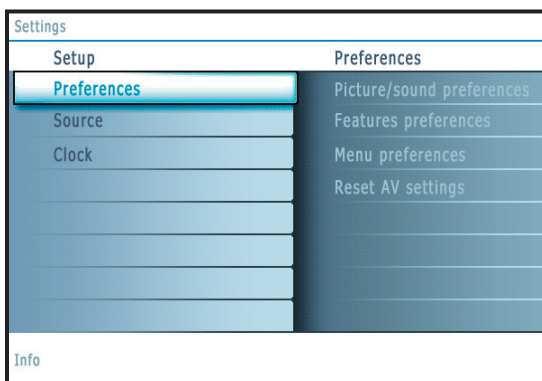 Settings
Setup
Preferences
Preferences
Picture/sound preferences
Source
Features preferences
Clock
Menu preferences
Reset AV settings
Info